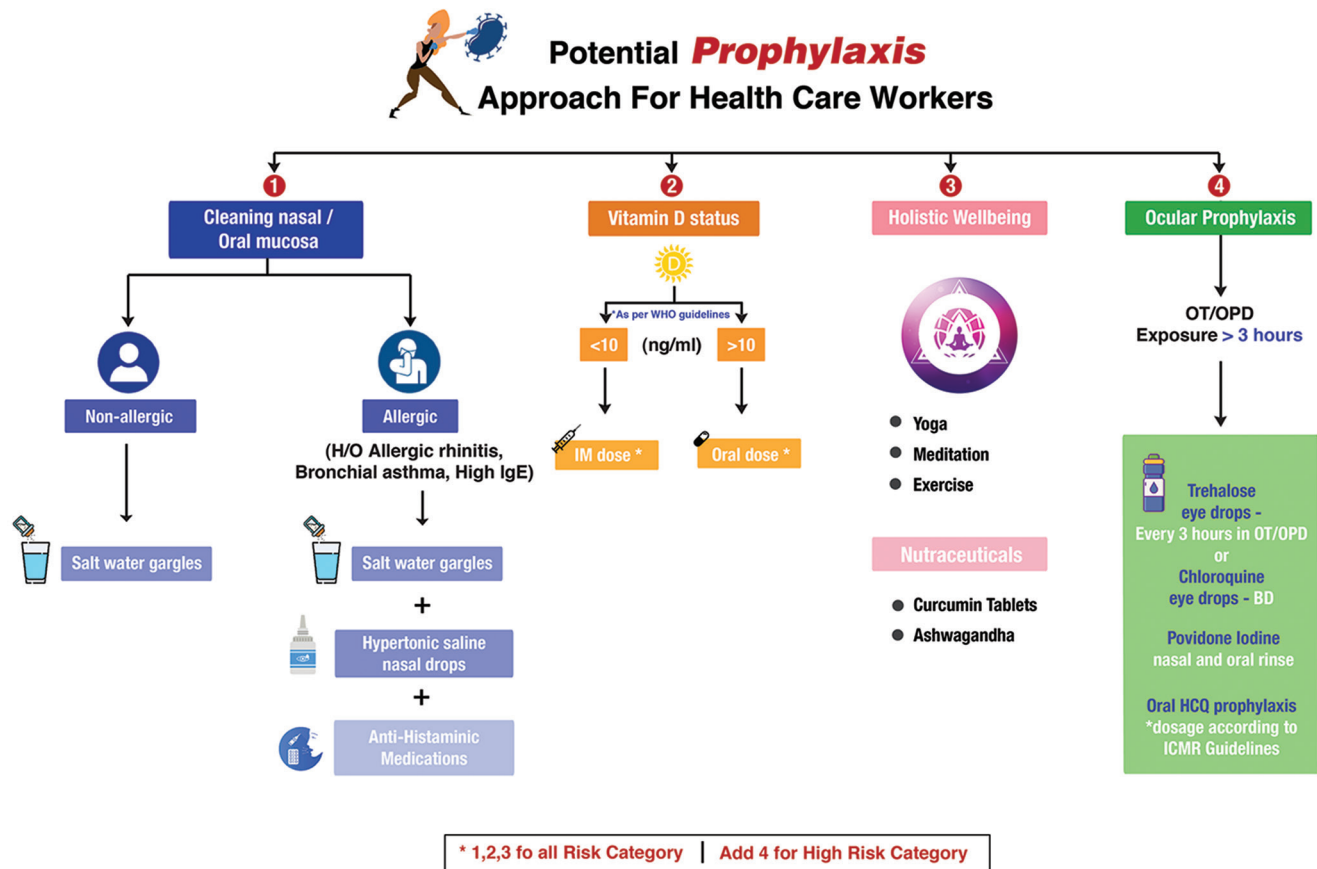 Potential Prophylaxis
Approach For Health Care Workers
1
Cleaning nasal /
Oral mucosa
Non-allergic
Salt water gargles
Allergic
(H/O Allergic rhinitis,
Bronchial asthma, High IgE)
Salt water gargles
+
Hypertonic saline
nasal drops
+
Anti-Histaminic
Medications
2
Vitamin D status
D
*As per WHO guidelines
<10 (ng/ml) >10
IM dose *
Oral dose *
3
Holistic Wellbeing
Yoga
Meditation
Exercise
Nutraceuticals
Curcumin Tablets
Ashwagandha
4
Ocular Prophylaxis
OT/OPD
Exposure > 3 hours
Trehalose
eye drops -
Every 3 hours in OT/OPD
or
Chloroquine
eye drops - BD
Povidone Iodine
nasal and oral rinse
Oral HCQ prophylaxis
*dosage according to
ICMR Guidelines
* 1,2,3 fo all Risk Category | Add 4 for High Risk Category